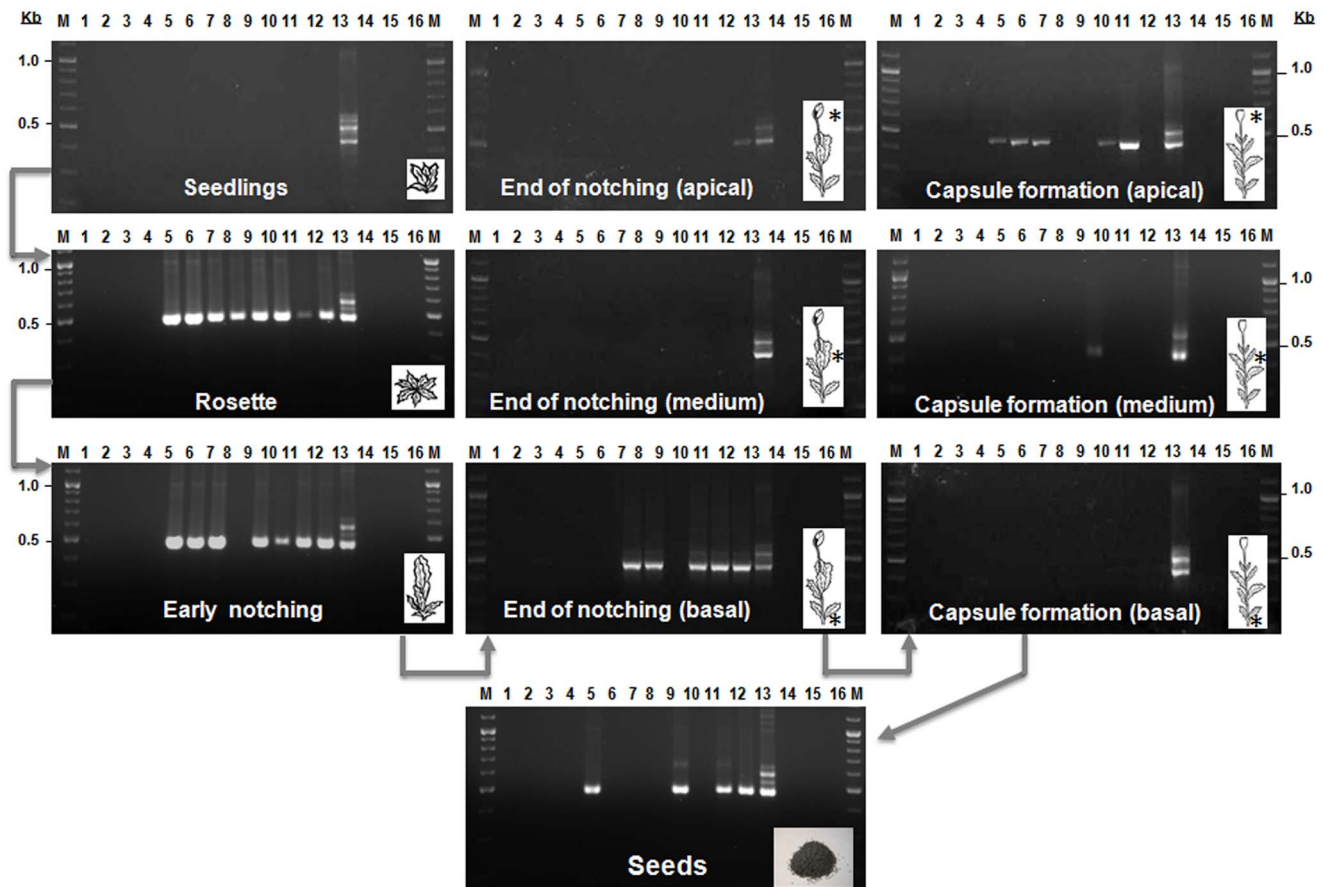 Kb M 1 2 3 4 5 6 7 8 9 10 11 12 13 14 15 16 M M 1 2 3 4 5 6 7 8 9 10 11 12 13 14 15 16 M M 1 2 3 4 5 6 7 8 9 10 11 12 13 14 15 16 M Kb
1.0 1.0
0.5 * * 0.5
Seedlings End of notching (apical) Capsule formation (apical)
M 1 2 3 4 5 6 7 8 9 10 11 12 13 14 15 16 M M 1 2 3 4 5 6 7 8 9 10 11 12 13 14 15 16 M M 1 2 3 4 5 6 7 8 9 10 11 12 13 14 15 16 M
1.0 1.0
0.5 * * 0.5
Rosette End of notching (medium) Capsule formation (medium)
M 1 2 3 4 5 6 7 8 9 10 11 12 13 14 15 16 M M 1 2 3 4 5 6 7 8 9 10 11 12 13 14 15 16 M M 1 2 3 4 5 6 7 8 9 10 11 12 13 14 15 16 M
1.0 1.0
0.5 0.5
Early notching End of notching (basal) * Capsule formation (basal) *
M 1 2 3 4 5 6 7 8 9 10 11 12 13 14 15 16 M
Seeds